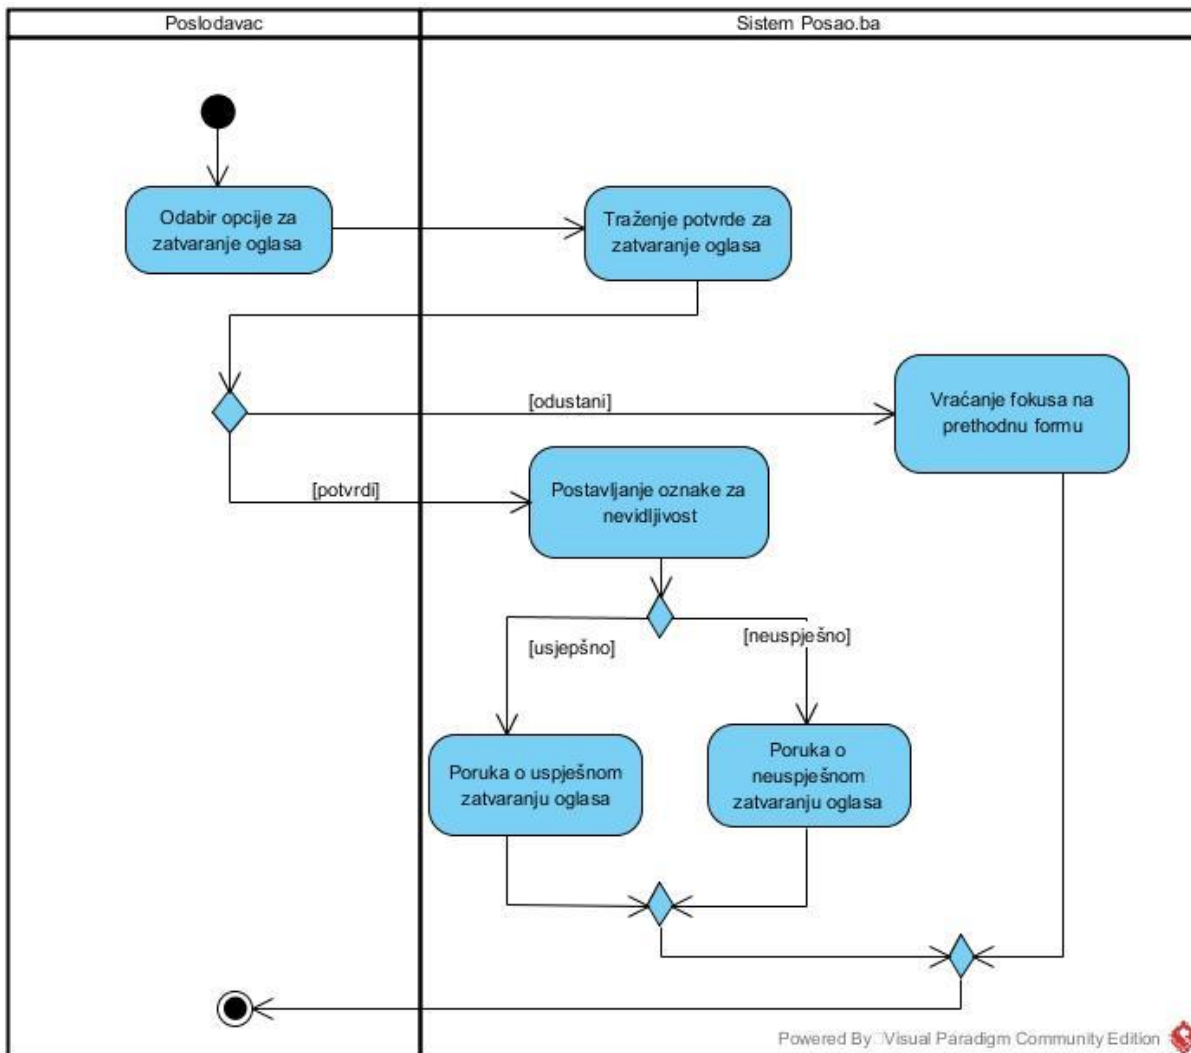 Poslodavac
Sistem Posao.ba
Odabir opcije za
zatvaranje oglasa
Traženje potvrde za
zatvaranje oglasa
[odustani]
Vraćanje fokusa na
prethodnu formu
[potvrdi]
Postavljanje oznake za
nevidljivost
[usjepšno]
[neuspješno]
Poruka o uspješnom
zatvaranju oglasa
Poruka o
neuspješnom
zatvaranju oglasa
Powered By Visual Paradigm Community Edition